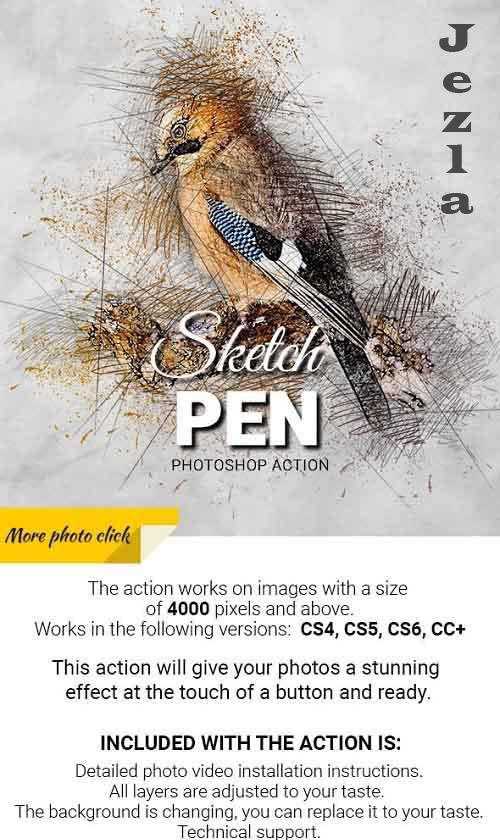 Jezla
Sketch
PEN
PHOTOSHOP ACTION
More photo click
The action works on images with a size
of 4000 pixels and above.
Works in the following versions: CS4, CS5, CS6, CC+
This action will give your photos a stunning
effect at the touch of a button and ready.
INCLUDED WITH THE ACTION IS:
Detailed photo video installation instructions.
All layers are adjusted to your taste.
The background is changing, you can replace it to your taste.
Technical support.